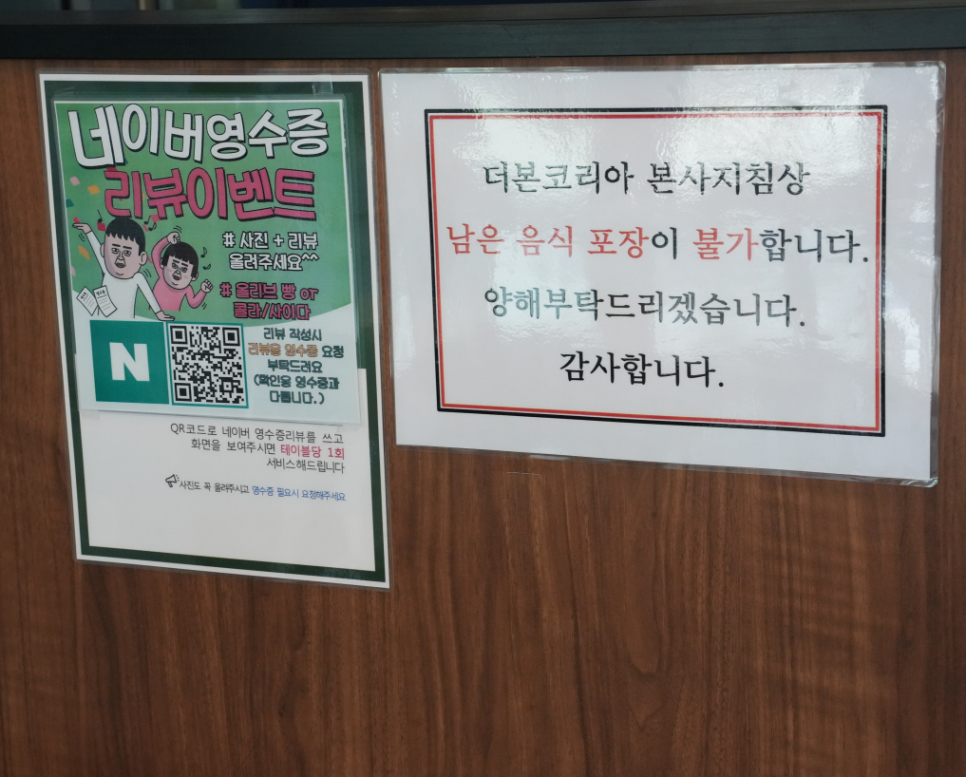 네이버영수증
리뷰이벤트
# 사진 + 리뷰
올려주세요^^
# 올리브 빵 or
콜라/사이다
N
리뷰 작성시
리뷰용 영수증 요청
부탁드려요
(확인용 영수증과
다릅니다.)
QR코드로 네이버 영수증리뷰를 쓰고
화면을 보여주시면 테이블당 1회
서비스해드립니다
사진도 꼭 올려주시고 영수증 필요시 요청해주세요
더본코리아 본사지침상
남은 음식 포장이 불가합니다.
양해부탁드리겠습니다.
감사합니다.